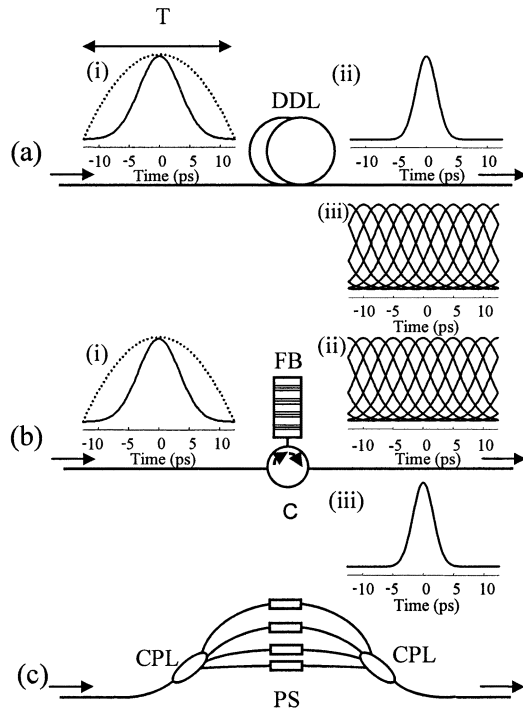 T
(i)
(ii)
DDL
-10 -5 0 5 10
Time (ps)
-10 -5 0 5 10
Time (ps)
(a)
(iii)
-10 -5 0 5 10
Time (ps)
(i)
FB
(ii)
-10 -5 0 5 10
Time (ps)
-10 -5 0 5 10
Time (ps)
(b)
C
(iii)
-10 -5 0 5 10
Time (ps)
CPL
CPL
(c)
PS